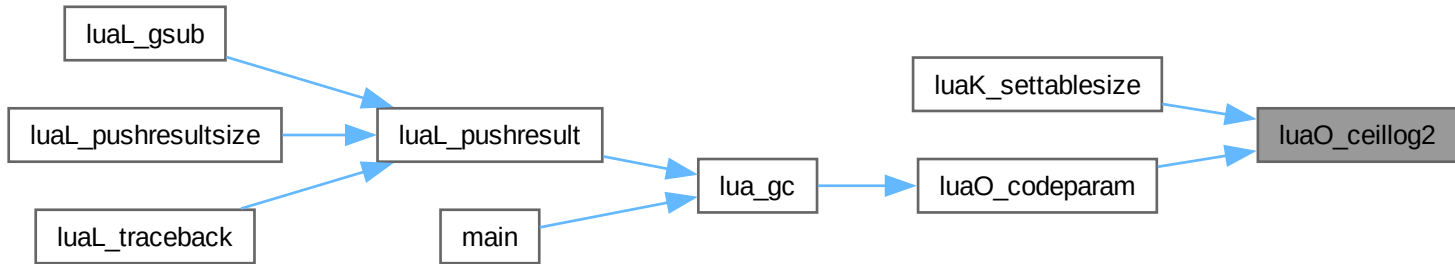 luaL_gsub
luaL_pushresultsize
luaL_traceback
luaL_pushresult
main
lua_gc
luaK_settablesize
luaO_codeparam
luaO_ceillog2